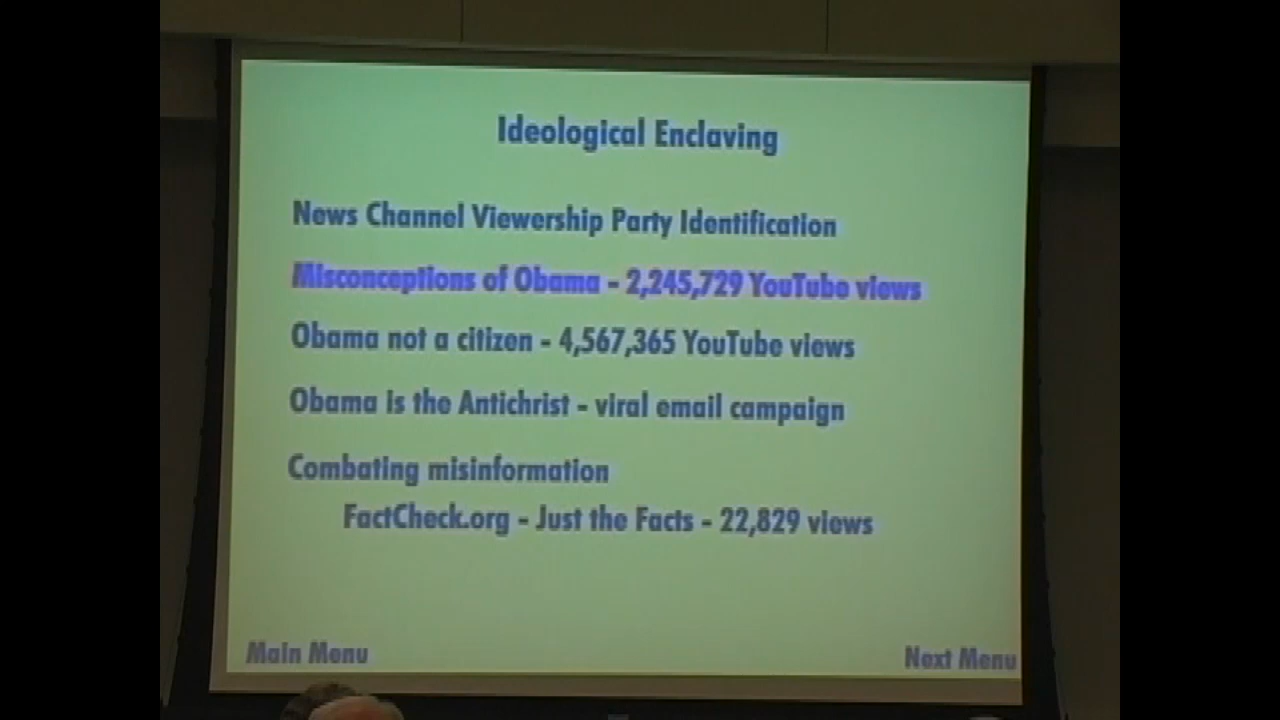 Ideological Enclaving
News Channel Viewership Party Identification
Misconceptions of Obama - 2,245,729 YouTube views
Obama not a citizen - 4,567,365 YouTube views
Obama is the Antichrist - viral email campaign
Combating misinformation
FactCheck.org - Just the Facts - 22,829 views
Main Menu
Next Menu